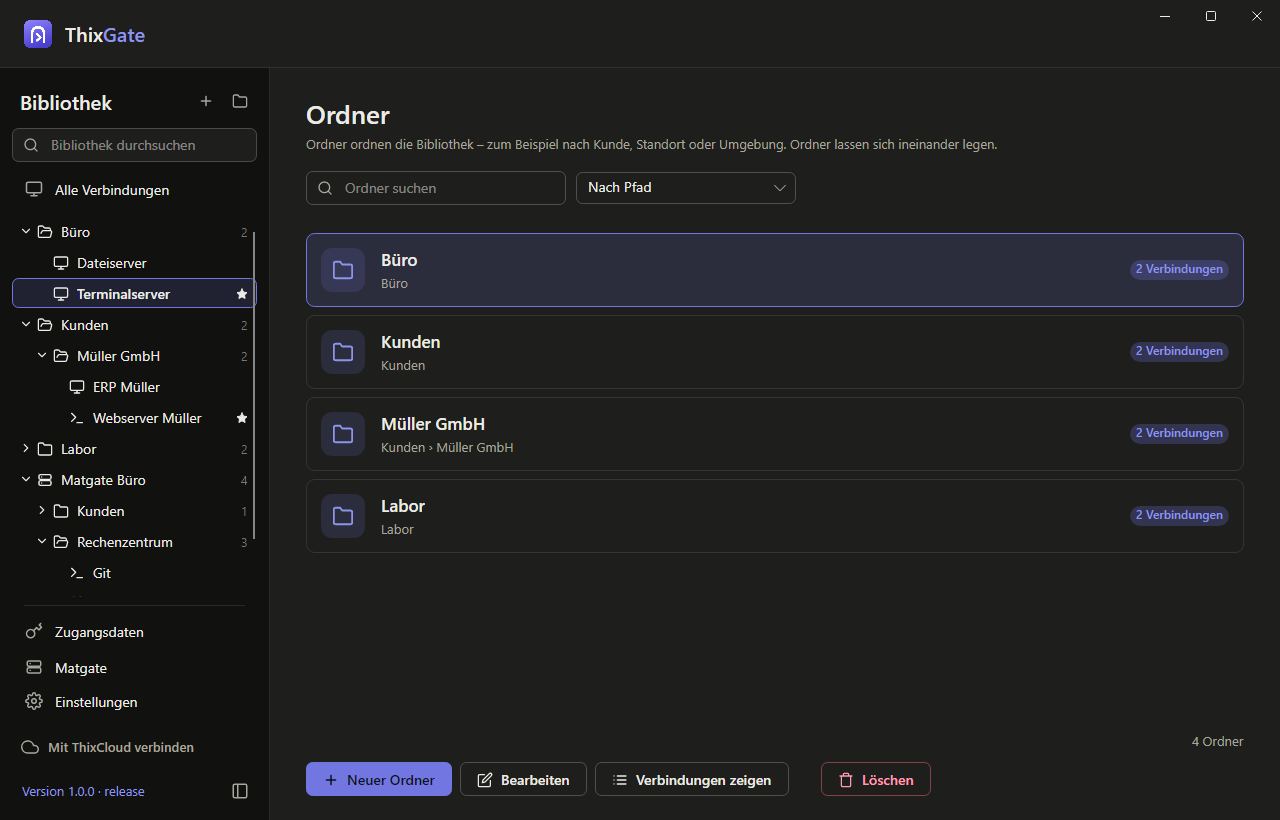 ThixGate
Bibliothek
Bibliothek durchsuchen
Alle Verbindungen
Büro 2
Dateiserver
Terminalserver
Kunden 2
Müller GmbH 2
ERP Müller
Webserver Müller
Labor 2
Matgate Büro 4
Kunden 1
Rechenzentrum 3
Git
Zugangsdaten
Matgate
Einstellungen
Mit ThixCloud verbinden
Version 1.0.0 · release
Ordner
Ordner ordnen die Bibliothek – zum Beispiel nach Kunde, Standort oder Umgebung. Ordner lassen sich ineinander legen.
Ordner suchen
Nach Pfad
Büro
Büro
2 Verbindungen
Kunden
Kunden
2 Verbindungen
Müller GmbH
Kunden › Müller GmbH
2 Verbindungen
Labor
Labor
2 Verbindungen
4 Ordner
Neuer Ordner
Bearbeiten
Verbindungen zeigen
Löschen